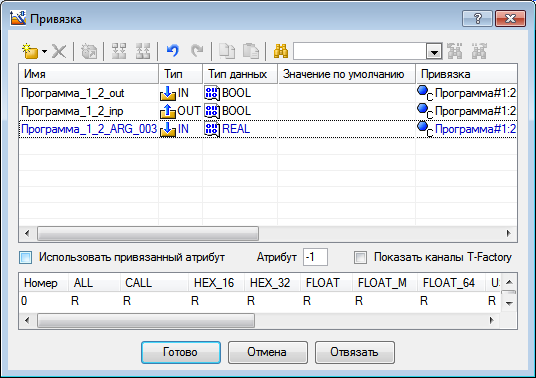 Привязка
Имя Тип Тип данных Значение по умолчанию Привязка
Программа_1_2_out IN BOOL Программа#1:2
Программа_1_2_inp OUT BOOL Программа#1:2
Программа_1_2_ARG_003 IN REAL Программа#1:2
Использовать привязанный атрибут Атрибут -1 Показать каналы T-Factory
Номер ALL CALL HEX_16 HEX_32 FLOAT FLOAT_M FLOAT_64 U
0 R R R R R R R R
Готово Отмена Отвязать